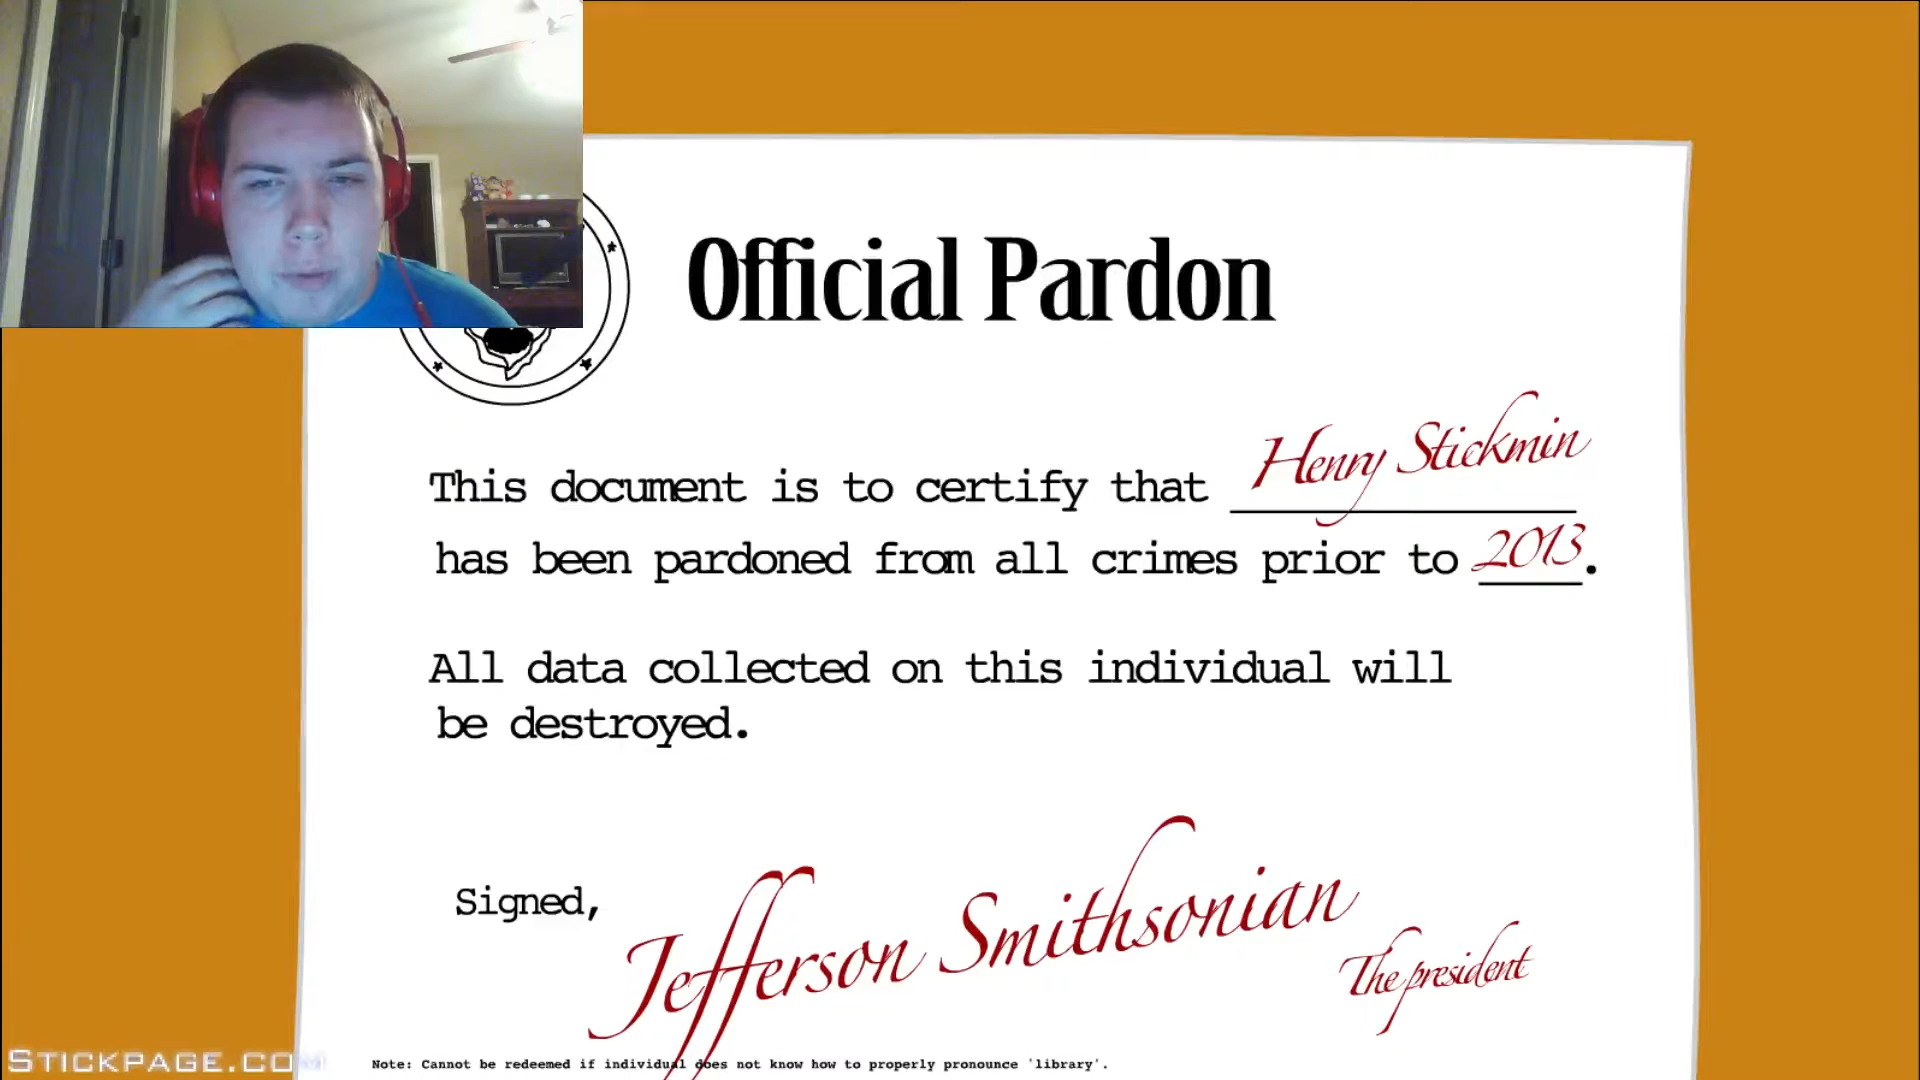 Official Pardon
This document is to certify that Henry Stickmin
has been pardoned from all crimes prior to 2013.
All data collected on this individual will
be destroyed.
Signed,
Jefferson Smithsonian
The president
Note: Cannot be redeemed if individual does not know how to properly pronounce 'library'.
STICKPAGE.COM